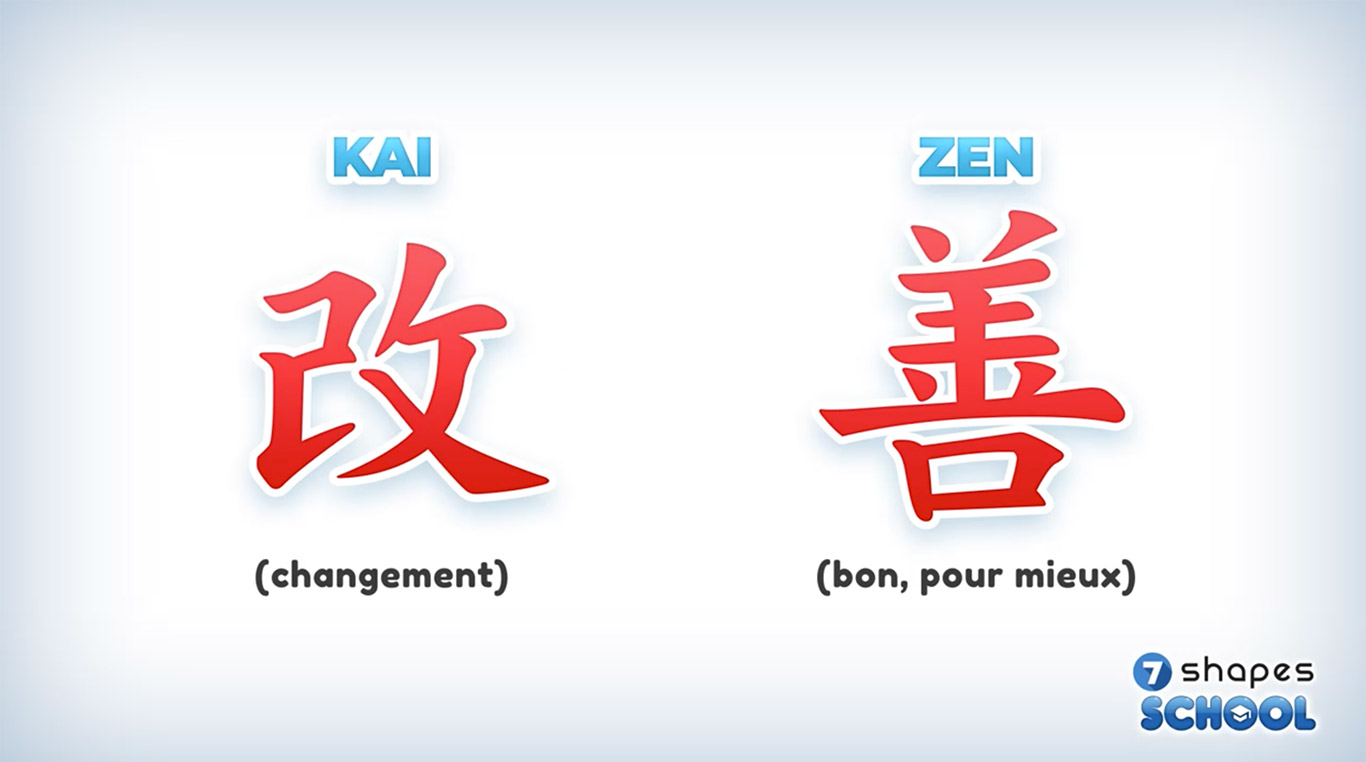 KAI
改
(changement)
ZEN
善
(bon, pour mieux)
7 shapes
SCHOOL